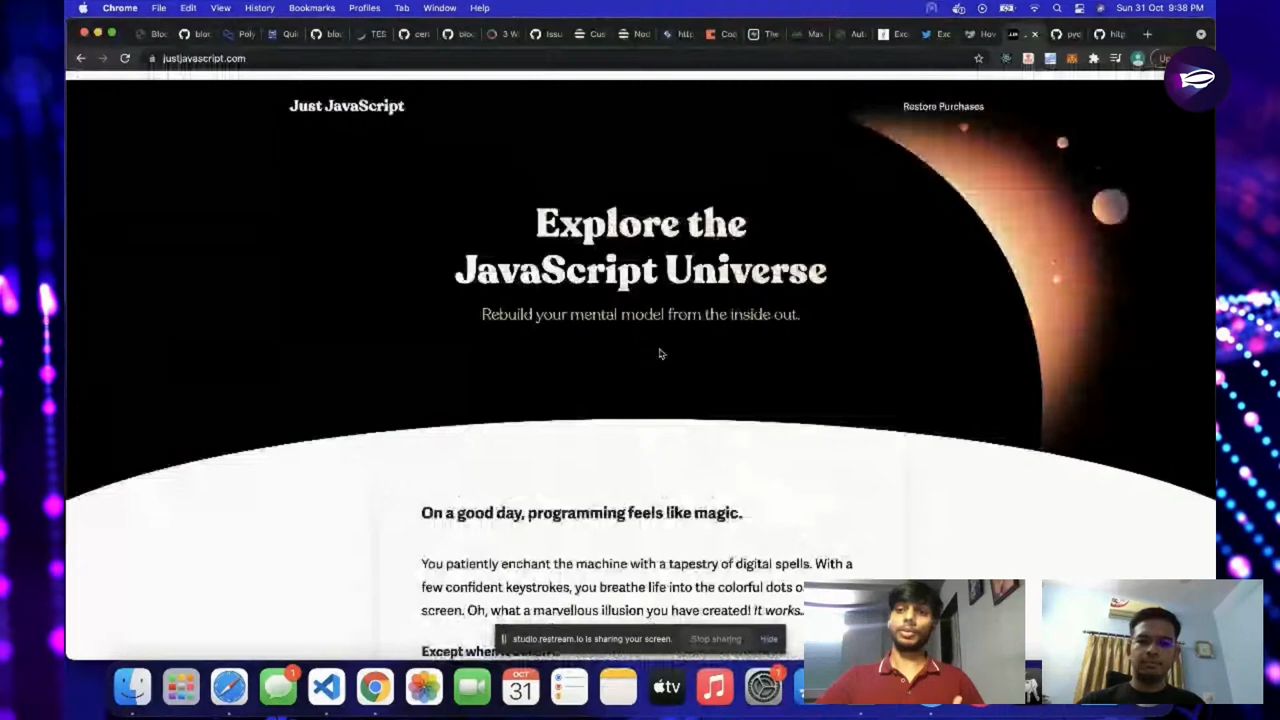 Chrome File Edit View History Bookmarks Profiles Tab Window Help Sun 31 Oct 9:38 PM
justjavascript.com
Just JavaScript
Restore Purchases
Explore the
JavaScript Universe
Rebuild your mental model from the inside out.
On a good day, programming feels like magic.
You patiently enchant the machine with a tapestry of digital spells. With a
few confident keystrokes, you breathe life into the colorful dots
screen. Oh, what a marvellous illusion you have created! It works.
Except when
studio.restream.io is sharing your screen. Stop sharing Hide
1
OCT
31
tv
1